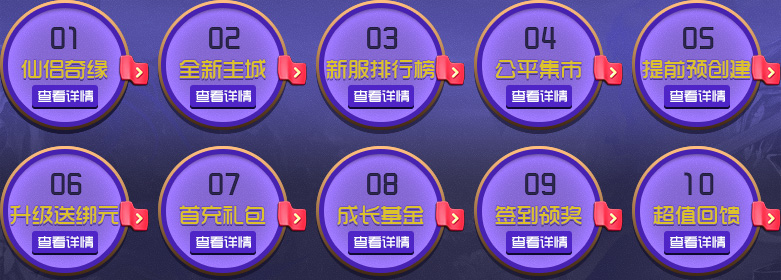 01
仙侣奇缘
查看详情
02
全新主城
查看详情
03
新服排行榜
查看详情
04
公平集市
查看详情
05
提前预创建
查看详情
06
升级送绑元
查看详情
07
首充礼包
查看详情
08
成长基金
查看详情
09
签到领奖
查看详情
10
超值回馈
查看详情